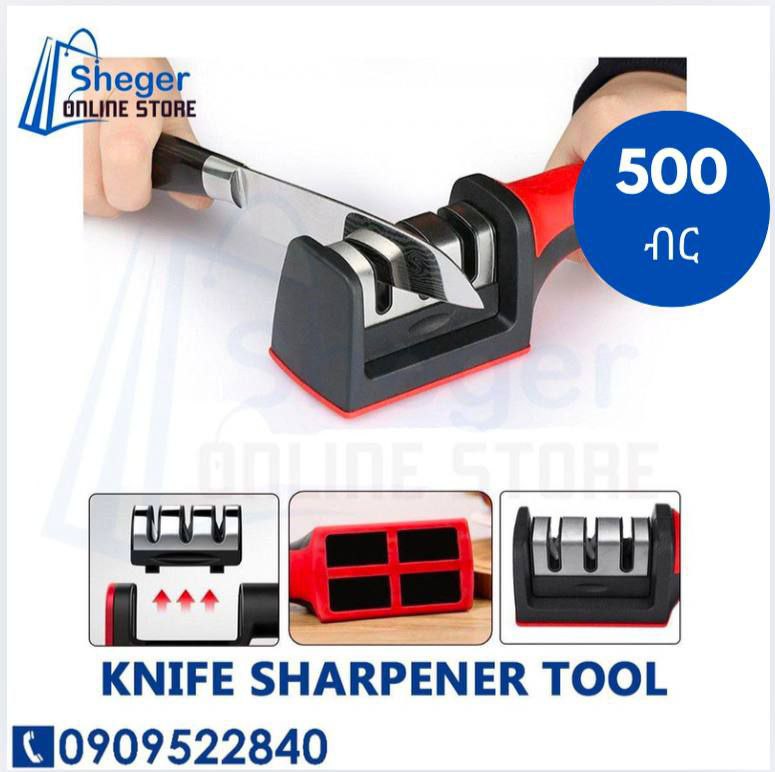 Sheger
ONLINE STORE
500
ብር
Sheger
ONLINE STORE
KNIFE SHARPENER TOOL
0909522840